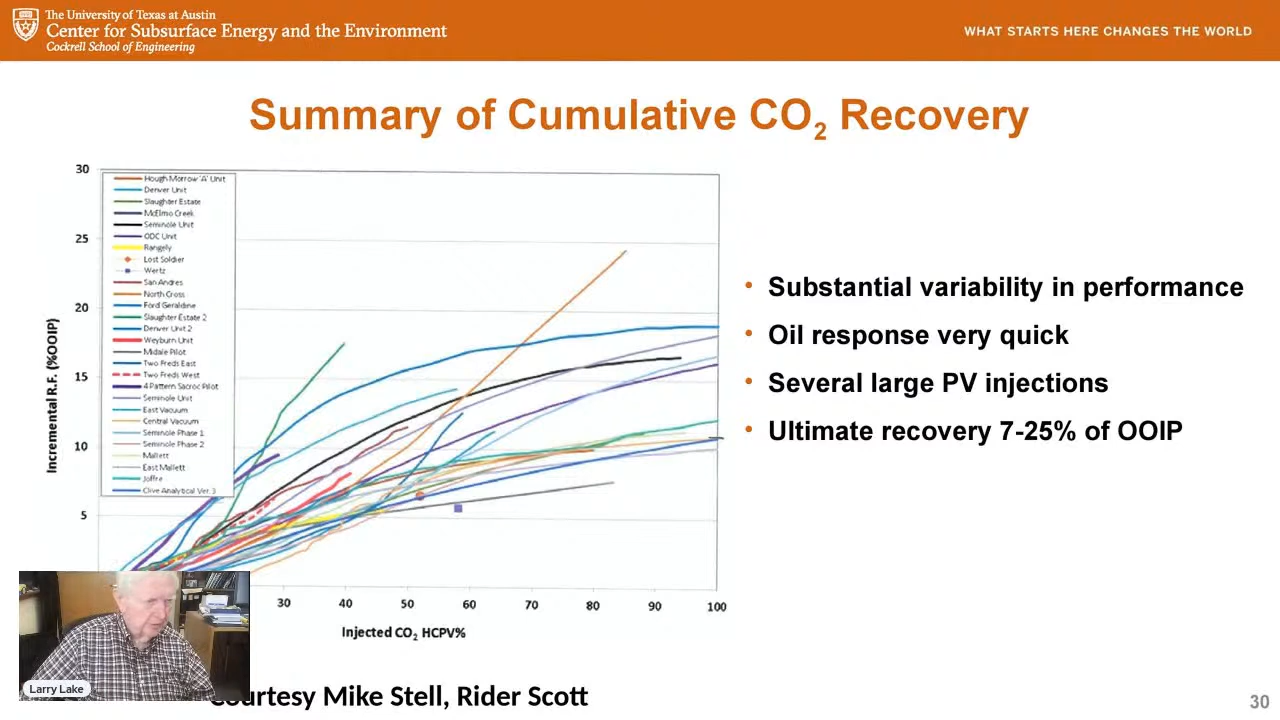 The University of Texas at Austin
Center for Subsurface Energy and the Environment
Cockrell School of Engineering
WHAT STARTS HERE CHANGES THE WORLD
Summary of Cumulative CO2 Recovery
30
25
20
15
10
5
Incremental R.F. (%OOIP)
Hough Morrow 'A' Unit
Denver Unit
Slaughter Estate
McElmo Creek
Seminole Unit
ODC Unit
Rangely
Lost Soldier
Wertz
San Andres
North Cross
Ford Geraldine
Slaughter Estate 2
Denver Unit 2
Weyburn Unit
Midale Pilot
Two Freds East
Two Freds West
4 Pattern Sacroc Pilot
Seminole Unit
East Vacuum
Central Vacuum
Seminole Phase 1
Seminole Phase 2
Mallett
East Mallett
Joffre
Clive Analytical Ver.3
30 40 50 60 70 80 90 100
Injected CO2 HCPV%
• Substantial variability in performance
• Oil response very quick
• Several large PV injections
• Ultimate recovery 7-25% of OOIP
Larry Lake
Courtesy Mike Stell, Rider Scott
30